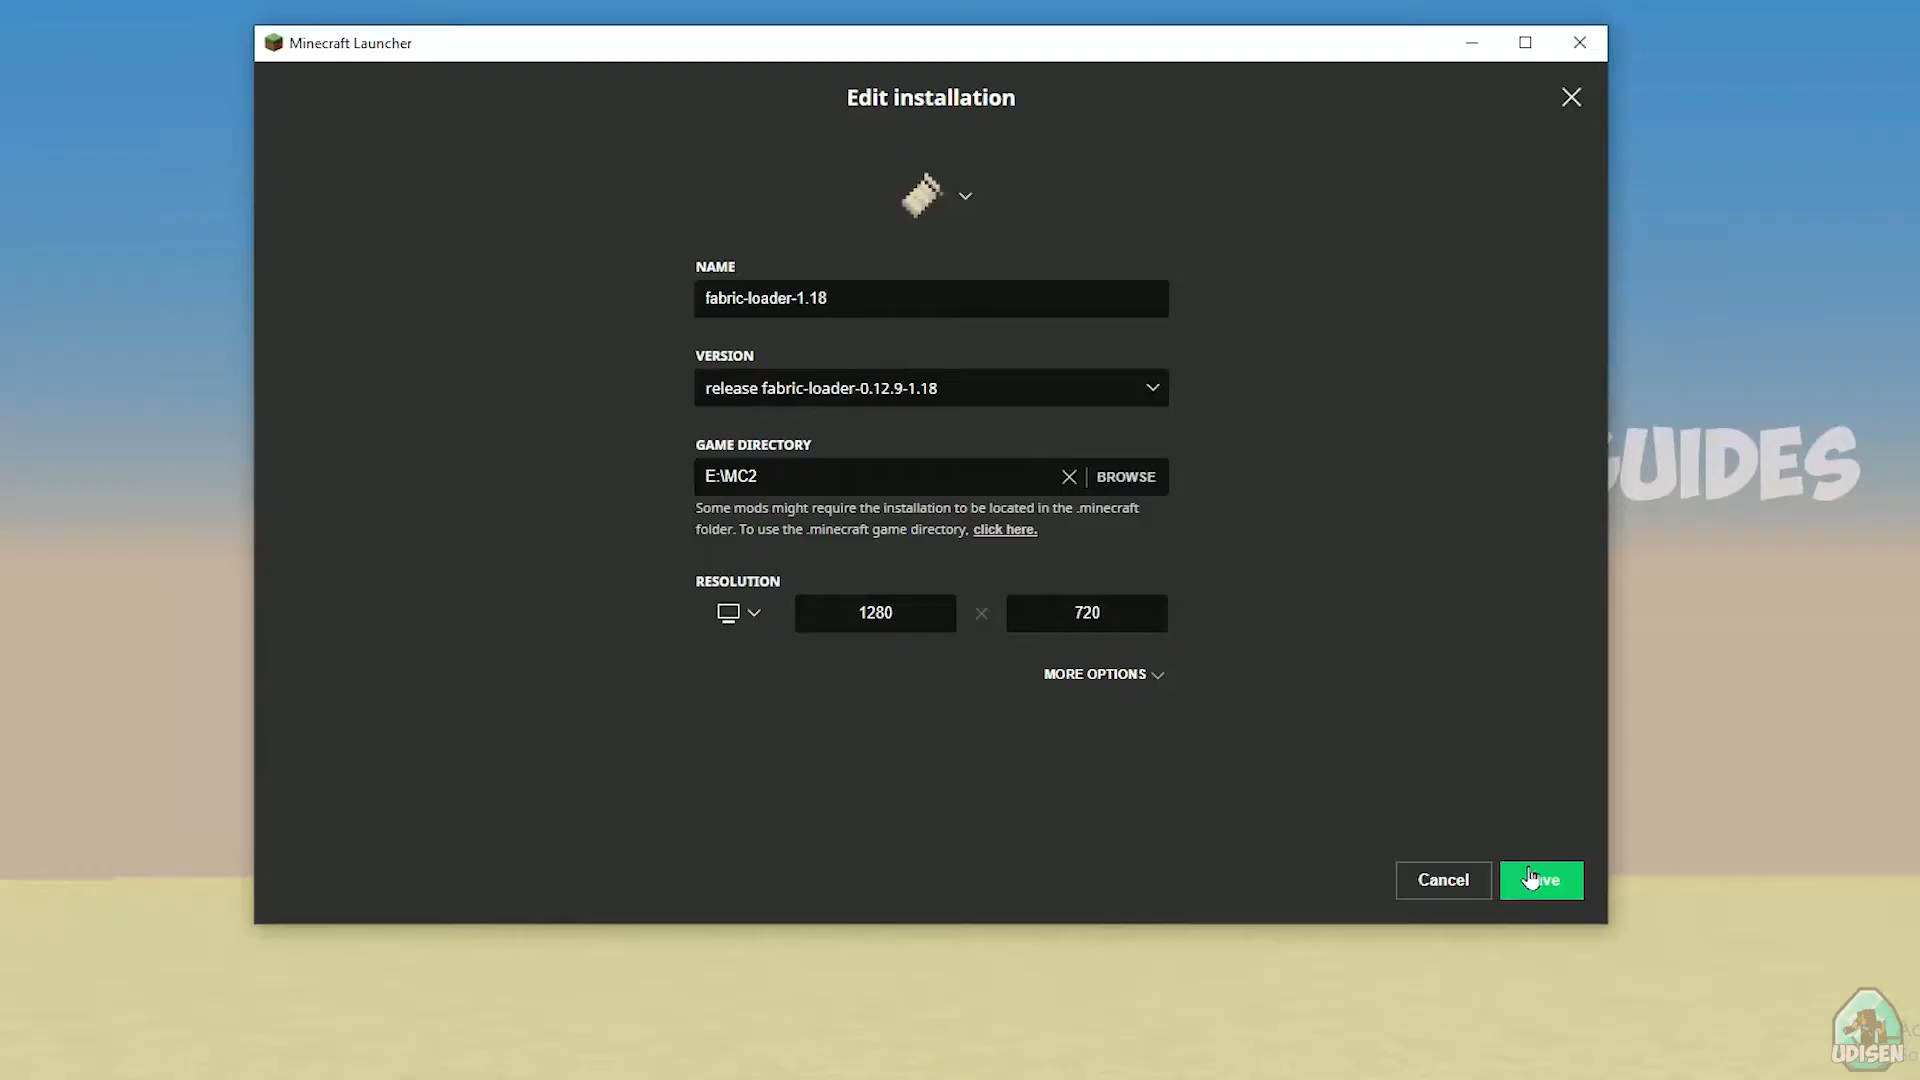 Minecraft Launcher
Edit installation
NAME
fabric-loader-1.18
VERSION
release fabric-loader-0.12.9-1.18
GAME DIRECTORY
E:\MC2
BROWSE
Some mods might require the installation to be located in the .minecraft
folder. To use the .minecraft game directory, click here.
RESOLUTION
1280
720
MORE OPTIONS
Cancel
GUIDES
UDISEN